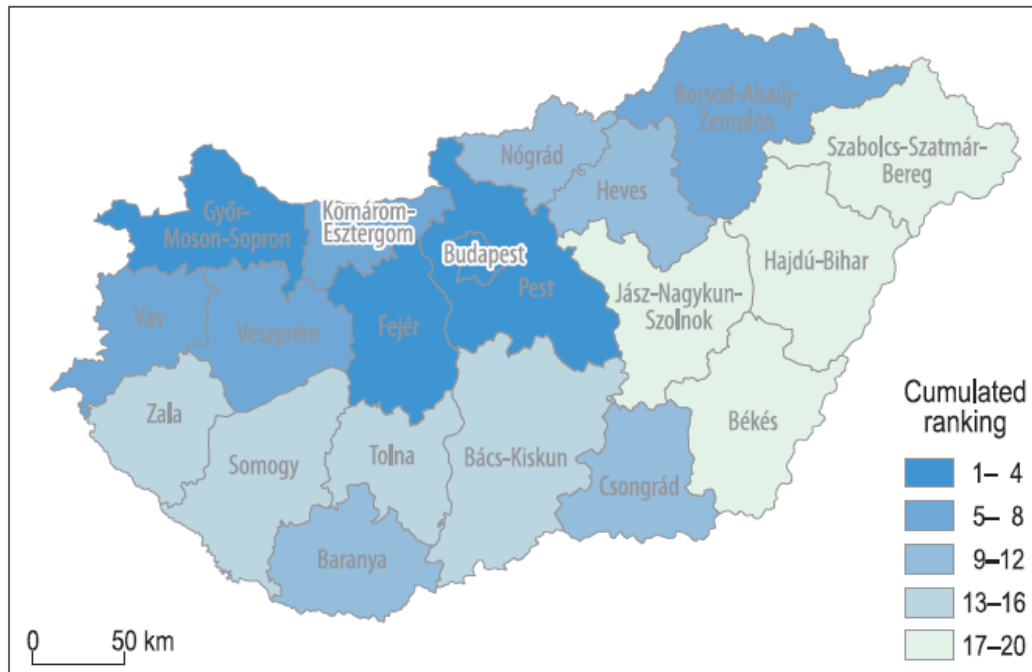 Borsod-Abaúj-
Zemplén
Szabolcs-Szatmár-
Bereg
Nógrád
Heves
Győr-
Moson-Sopron
Komárom-
Esztergom
Budapest
Pest
Hajdú-Bihar
Jász-Nagykun-
Szolnok
Vas
Veszprém
Fejér
Zala
Somogy
Tolna
Bács-Kiskun
Csongrád
Békés
Baranya
Cumulated
ranking
1– 4
5– 8
9–12
13–16
17–20
0 50 km